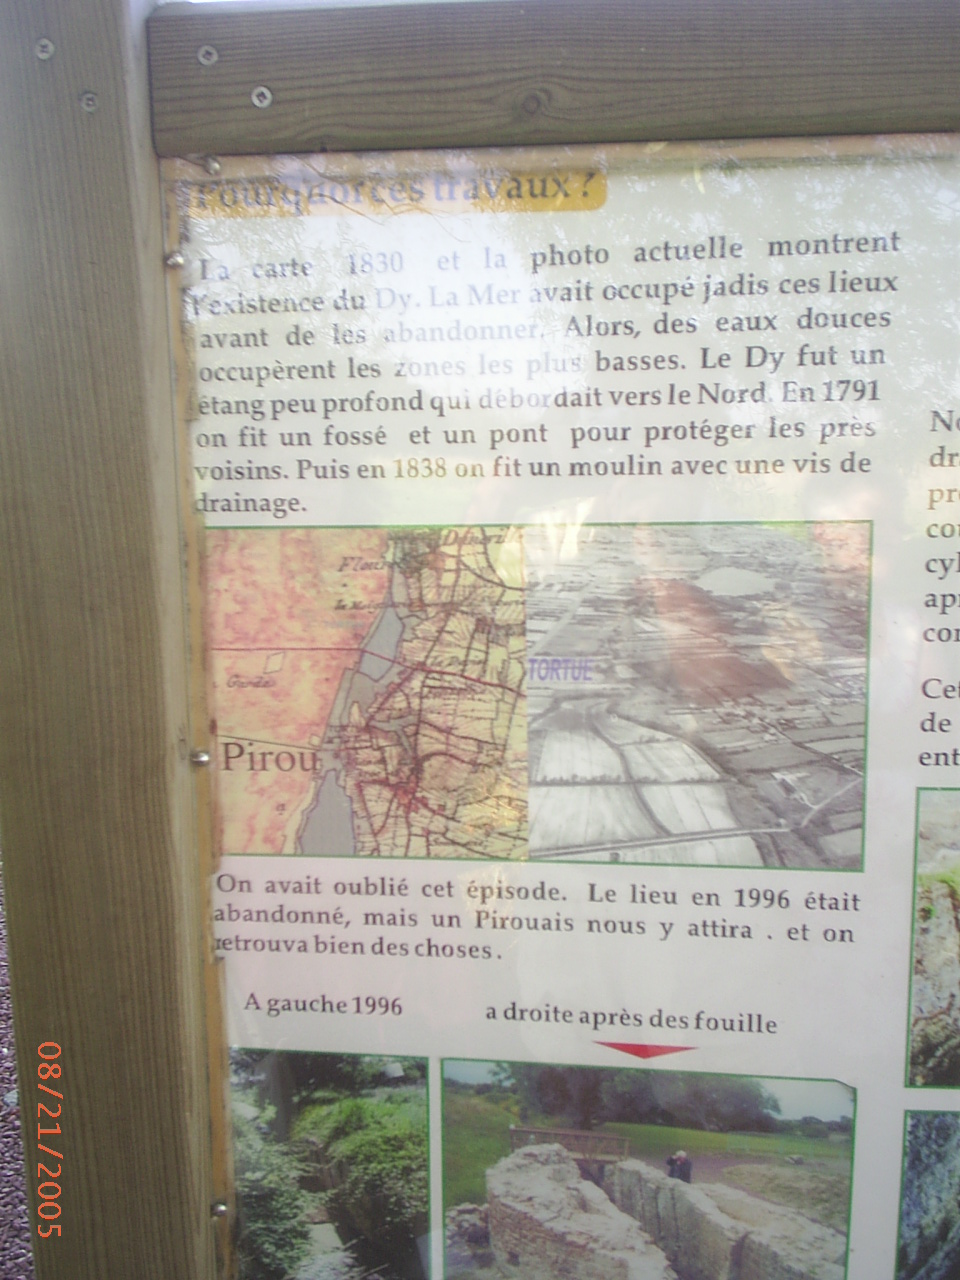 Pourquoi ces travaux ?
La carte 1830 et la photo actuelle montrent
l'existence du Dy. La Mer avait occupé jadis ces lieux
avant de les abandonner. Alors, des eaux douces
occupèrent les zones les plus basses. Le Dy fut un
étang peu profond qui débordait vers le Nord. En 1791
on fit un fossé et un pont pour protéger les près
voisins. Puis en 1838 on fit un moulin avec une vis de
drainage.
TORTUE
Pirou
On avait oublié cet épisode. Le lieu en 1996 était
abandonné, mais un Pirouais nous y attira . et on
retrouva bien des choses.
A gauche 1996 a droite après des fouille
de
08/21/2005